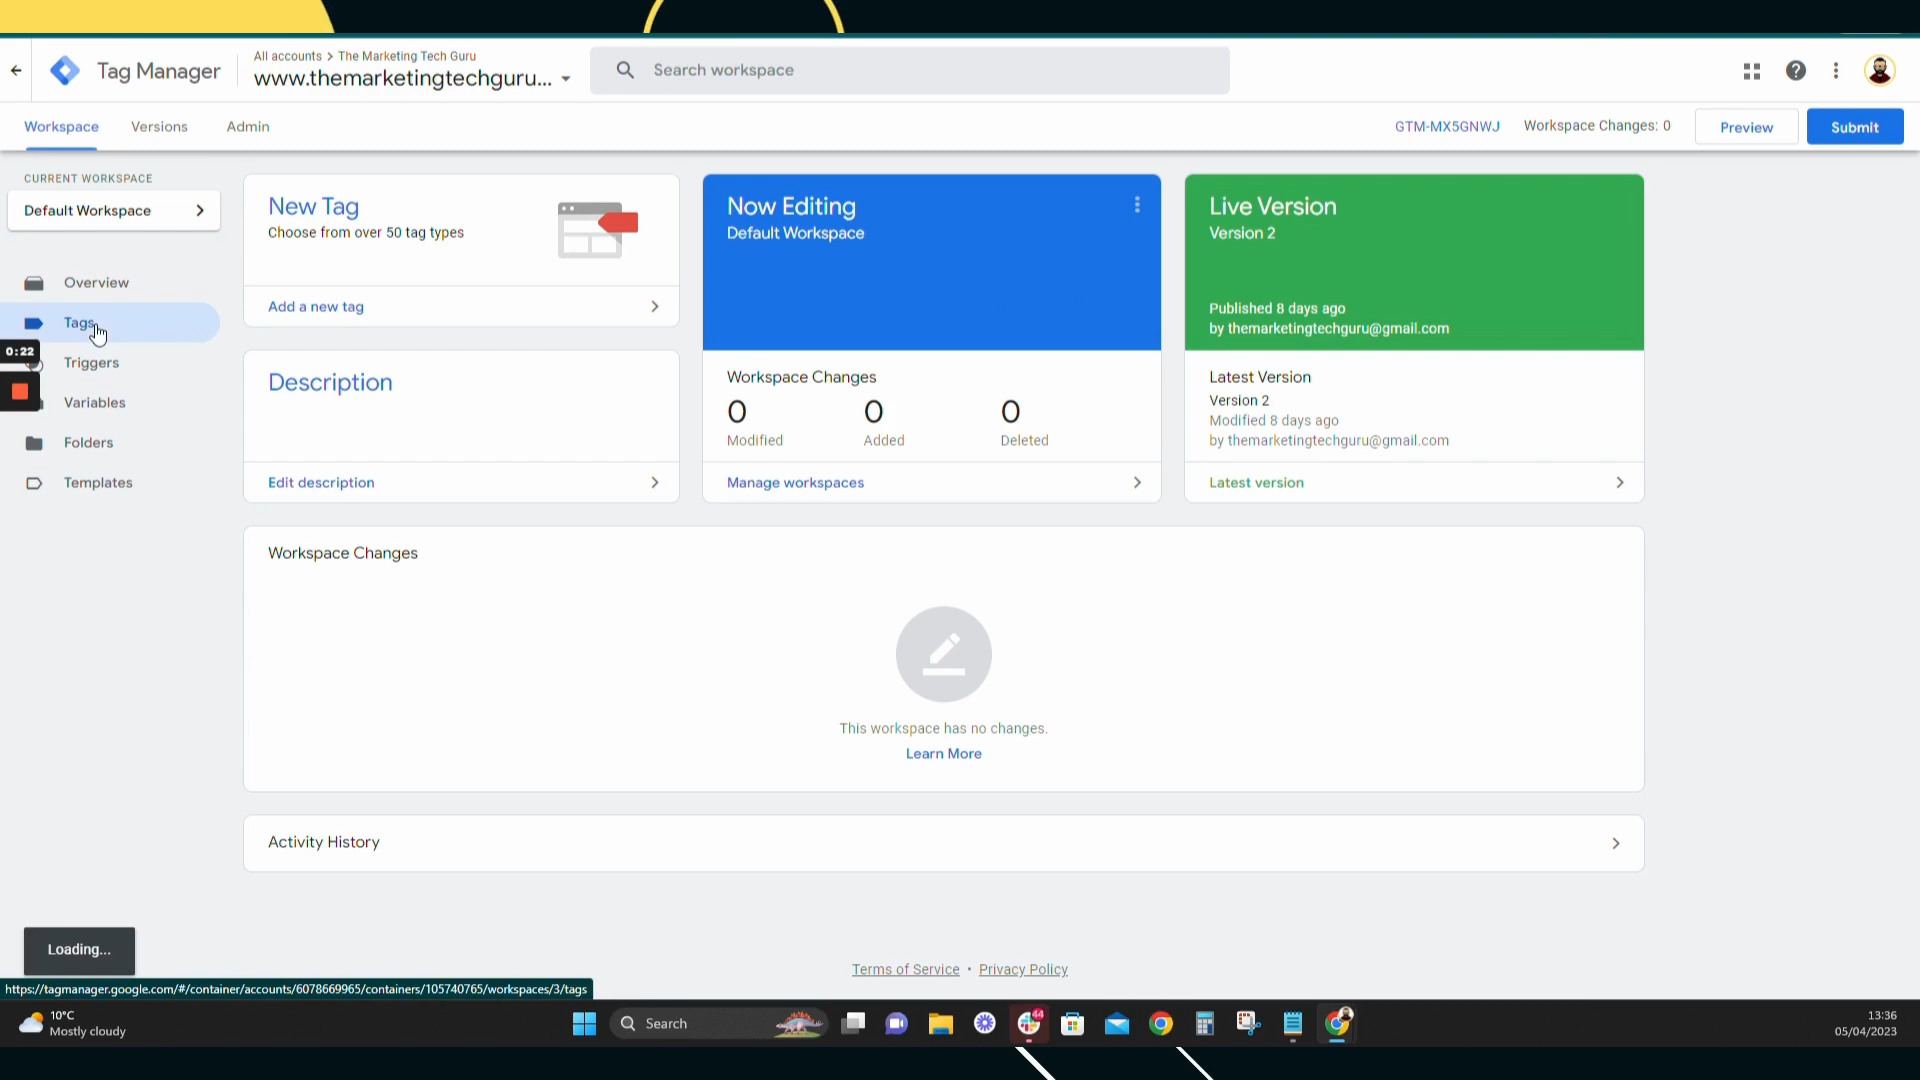 All accounts > The Marketing Tech Guru
Tag Manager
www.themarketingtechguru...
Search workspace
Workspace
Versions
Admin
GTM-MX5GNWJ
Workspace Changes: 0
Preview
Submit
CURRENT WORKSPACE
Default Workspace
Overview
Tags
0:22
Triggers
Variables
Folders
Templates
New Tag
Choose from over 50 tag types
Add a new tag
Description
Edit description
Now Editing
Default Workspace
Workspace Changes
0 0 0
Modified Added Deleted
Manage workspaces
Live Version
Version 2
Published 8 days ago
by themarketingtechguru@gmail.com
Latest Version
Version 2
Modified 8 days ago
by themarketingtechguru@gmail.com
Latest version
Workspace Changes
This workspace has no changes.
Learn More
Activity History
Loading...
Terms of Service • Privacy Policy
https://tagmanager.google.com/#/container/accounts/6078669965/containers/105740765/workspaces/3/tags
10°C
Mostly cloudy
Search
44
13:36
05/04/2023